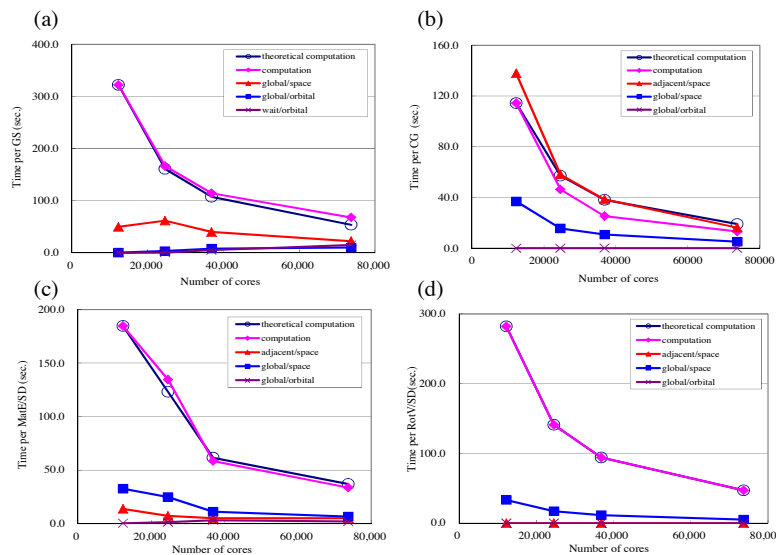 (a)
400.0
300.0
200.0
100.0
0.0
Time per GS (sec.)
theoretical computation
computation
global/space
global/orbital
wait/orbital
0
20,000
40,000
60,000
80,000
Number of cores
(b)
160.0
120.0
80.0
40.0
0.0
Time per CG (sec.)
theoretical computation
computation
adjacent/space
global/space
global/orbital
0
20000
40000
60000
80000
Number of cores
(c)
200.0
150.0
100.0
50.0
0.0
Time per MatE/SD (sec.)
theoretical computation
computation
adjacent/space
global/space
global/orbital
0
20,000
40,000
60,000
80,000
Number of cores
(d)
300.0
200.0
100.0
0.0
Time per RotV/SD(sec.)
theoretical computation
computation
adjacent/space
global/space
global/orbital
0
20,000
40,000
60,000
80,000
Number of cores